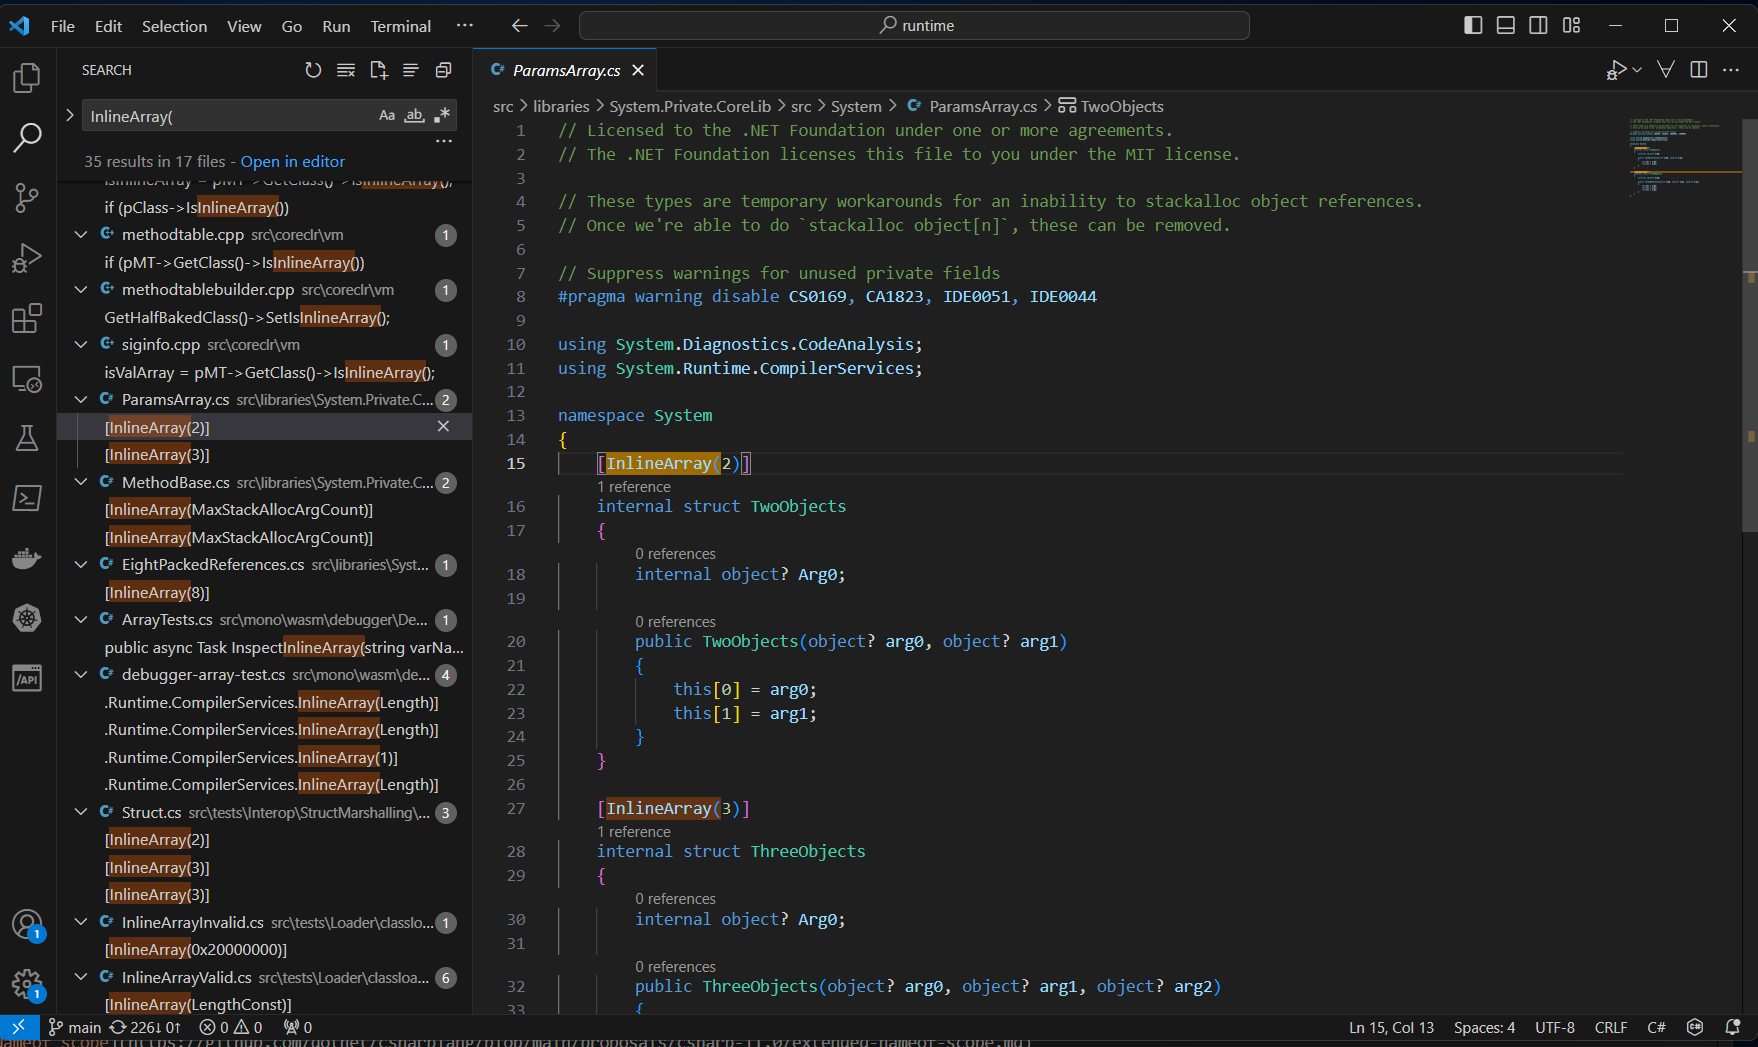 File Edit Selection View Go Run Terminal ··· runtime
SEARCH
InlineArray(
Aa ab .*
35 results in 17 files - Open in editor
if (pClass->IsInlineArray())
methodtable.cpp src\coreclr\vm 1
if (pMT->GetClass()->IsInlineArray())
methodtablebuilder.cpp src\coreclr\vm 1
GetHalfBakedClass()->SetIsInlineArray();
siginfo.cpp src\coreclr\vm 1
isValArray = pMT->GetClass()->IsInlineArray();
ParamsArray.cs src\libraries\System.Private.C... 2
[InlineArray(2)]
[InlineArray(3)]
MethodBase.cs src\libraries\System.Private.C... 2
[InlineArray(MaxStackAllocArgCount)]
[InlineArray(MaxStackAllocArgCount)]
EightPackedReferences.cs src\libraries\Syst... 1
[InlineArray(8)]
ArrayTests.cs src\mono\wasm\debugger\De... 1
public async Task InspectInlineArray(string varNa...
debugger-array-test.cs src\mono\wasm\de... 4
.Runtime.CompilerServices.InlineArray(Length)]
.Runtime.CompilerServices.InlineArray(Length)]
.Runtime.CompilerServices.InlineArray(1)]
.Runtime.CompilerServices.InlineArray(Length)]
Struct.cs src\tests\Interop\StructMarshalling\... 3
[InlineArray(2)]
[InlineArray(3)]
[InlineArray(3)]
InlineArrayInvalid.cs src\tests\Loader\classlo... 1
[InlineArray(0x20000000)]
InlineArrayValid.cs src\tests\Loader\classloa... 6
[InlineArray(LengthConst)]
ParamsArray.cs
src > libraries > System.Private.CoreLib > src > System > ParamsArray.cs > TwoObjects
1 // Licensed to the .NET Foundation under one or more agreements.
2 // The .NET Foundation licenses this file to you under the MIT license.
3
4 // These types are temporary workarounds for an inability to stackalloc object references.
5 // Once we're able to do `stackalloc object[n]`, these can be removed.
6
7 // Suppress warnings for unused private fields
8 #pragma warning disable CS0169, CA1823, IDE0051, IDE0044
9
10 using System.Diagnostics.CodeAnalysis;
11 using System.Runtime.CompilerServices;
12
13 namespace System
14 {
15 [InlineArray(2)]
1 reference
16 internal struct TwoObjects
17 {
0 references
18 internal object? Arg0;
19
0 references
20 public TwoObjects(object? arg0, object? arg1)
21 {
22 this[0] = arg0;
23 this[1] = arg1;
24 }
25 }
26
27 [InlineArray(3)]
1 reference
28 internal struct ThreeObjects
29 {
0 references
30 internal object? Arg0;
31
0 references
32 public ThreeObjects(object? arg0, object? arg1, object? arg2)
33 {
/API
1
1
main 226↓ 0↑ 0 0 0 Ln 15, Col 13 Spaces: 4 UTF-8 CRLF C#